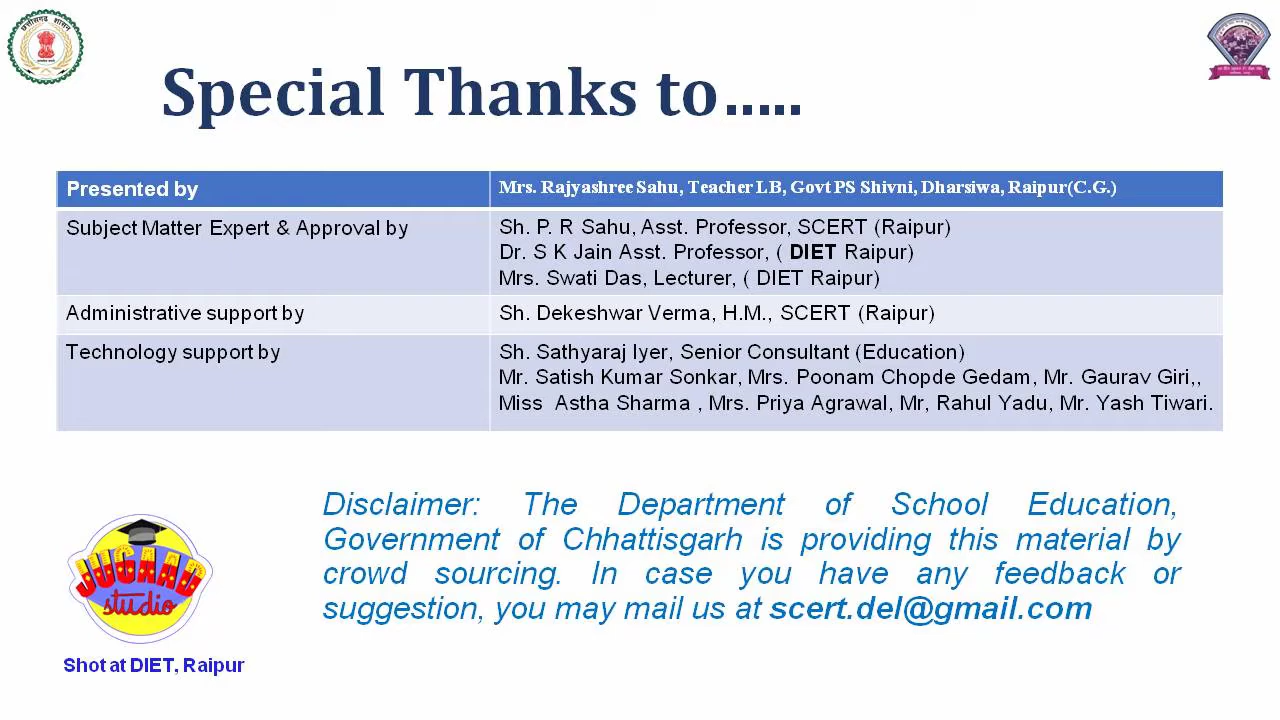 छत्तीसगढ़ शासन
Special Thanks to…..
Presented by
Mrs. Rajyashree Sahu, Teacher LB, Govt PS Shivni, Dharsiwa, Raipur(C.G.)
Subject Matter Expert & Approval by
Sh. P. R Sahu, Asst. Professor, SCERT (Raipur)
Dr. S K Jain Asst. Professor, ( DIET Raipur)
Mrs. Swati Das, Lecturer, ( DIET Raipur)
Administrative support by
Sh. Dekeshwar Verma, H.M., SCERT (Raipur)
Technology support by
Sh. Sathyaraj Iyer, Senior Consultant (Education)
Mr. Satish Kumar Sonkar, Mrs. Poonam Chopde Gedam, Mr. Gaurav Giri,,
Miss Astha Sharma , Mrs. Priya Agrawal, Mr, Rahul Yadu, Mr. Yash Tiwari.
Disclaimer: The Department of School Education,
Government of Chhattisgarh is providing this material by
crowd sourcing. In case you have any feedback or
suggestion, you may mail us at scert.del@gmail.com
JUGAAD
studio
Shot at DIET, Raipur